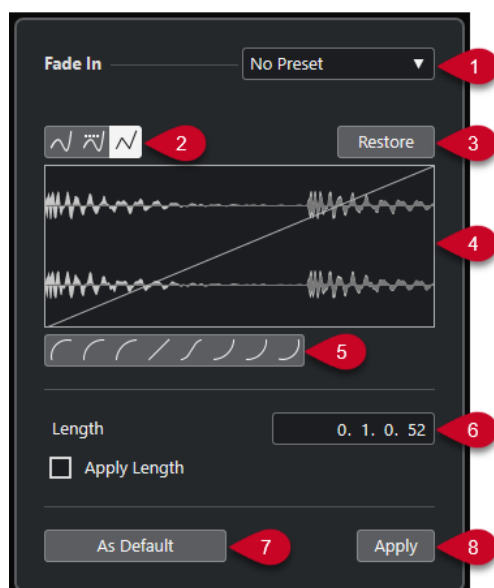 Fade In No Preset 1
2 Restore 3
4
5
Length 0. 1. 0. 52 6
Apply Length
As Default 7 Apply 8